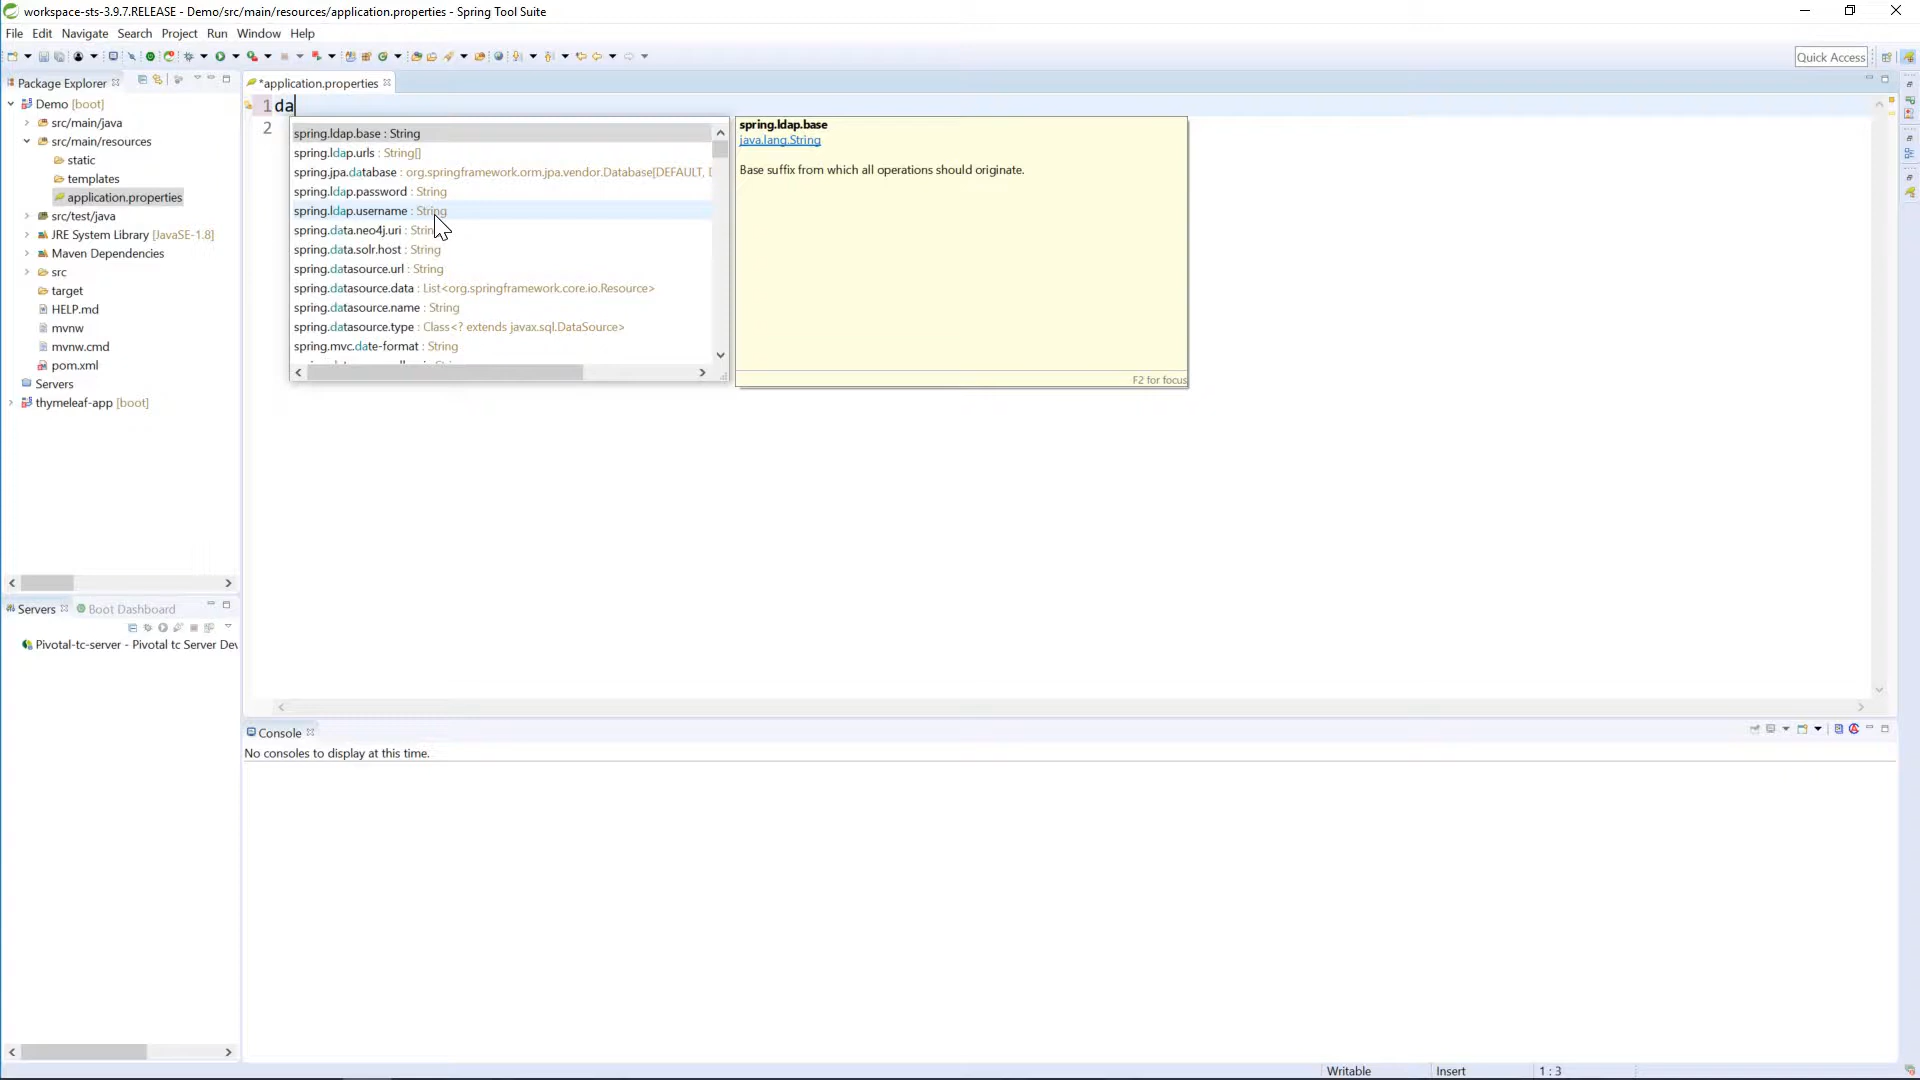 workspace-sts-3.9.7.RELEASE - Demo/src/main/resources/application.properties - Spring Tool Suite
File Edit Navigate Search Project Run Window Help
Quick Access
Package Explorer
*application.properties
Demo [boot]
src/main/java
src/main/resources
static
templates
application.properties
src/test/java
JRE System Library [JavaSE-1.8]
Maven Dependencies
src
target
HELP.md
mvnw
mvnw.cmd
pom.xml
Servers
thymeleaf-app [boot]
1 da
2
spring.ldap.base : String
spring.ldap.urls : String[]
spring.jpa.database : org.springframework.orm.jpa.vendor.Database[DEFAULT,
spring.ldap.password : String
spring.ldap.username : String
spring.data.neo4j.uri : String
spring.data.solr.host : String
spring.datasource.url : String
spring.datasource.data : List<org.springframework.core.io.Resource>
spring.datasource.name : String
spring.datasource.type : Class<? extends javax.sql.DataSource>
spring.mvc.date-format : String
spring.ldap.base
java.lang.String
Base suffix from which all operations should originate.
F2 for focus
Servers Boot Dashboard
Pivotal-tc-server - Pivotal tc Server Dev
Console
No consoles to display at this time.
Writable Insert 1 : 3